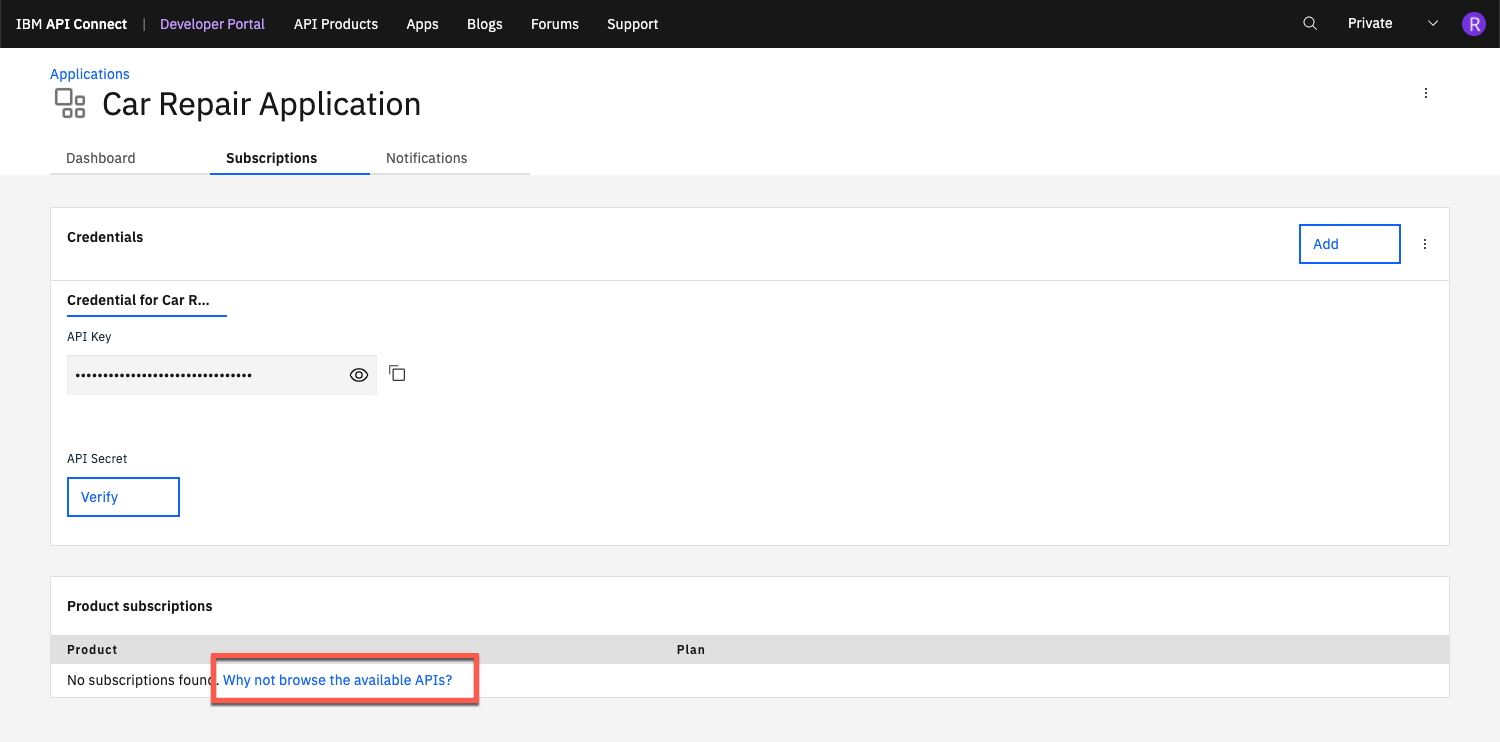 IBM API Connect | Developer Portal API Products Apps Blogs Forums Support Private R
Applications
Car Repair Application
Dashboard Subscriptions Notifications
Credentials
Add
Credential for Car R...
API Key
••••••••••••••••••••••••••••••••
API Secret
Verify
Product subscriptions
Product Plan
No subscriptions found. Why not browse the available APIs?